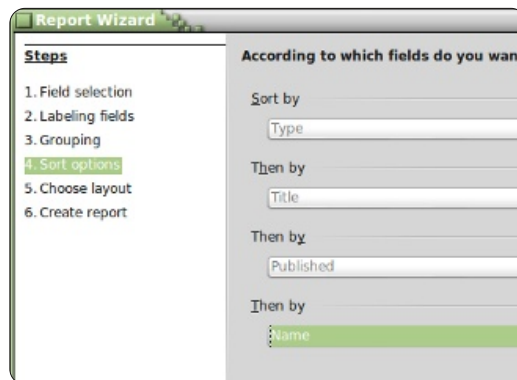 Report Wizard
Steps
According to which fields do you wan
1. Field selection
2. Labeling fields
3. Grouping
4. Sort options
5. Choose layout
6. Create report
Sort by
Type
Then by
Title
Then by
Published
Then by
Name